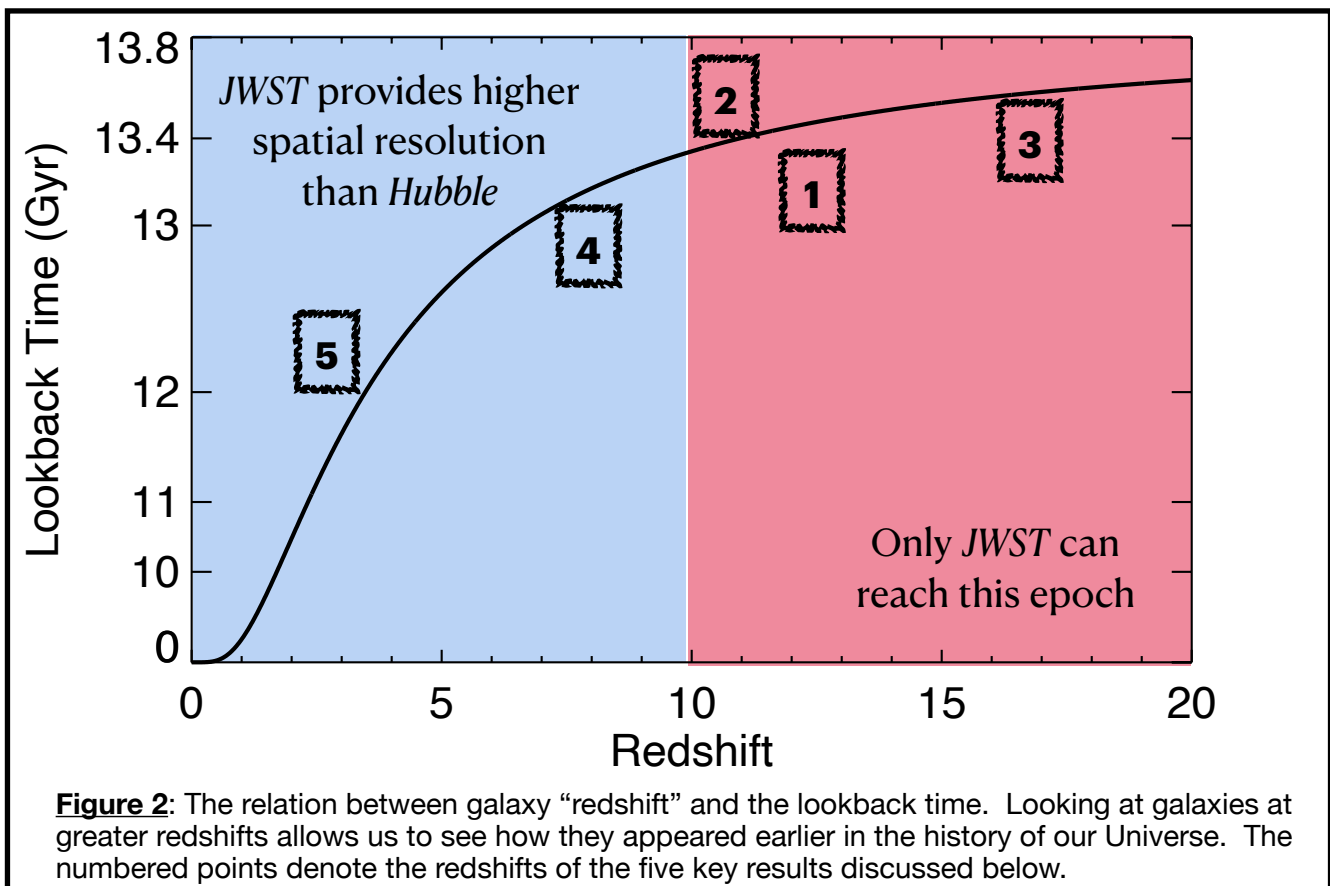 13.8
JWST provides higher
spatial resolution
than Hubble
2
13.4
3
1
13
4
5
12
11
Only JWST can
reach this epoch
10
0
Lookback Time (Gyr)
0 5 10 15 20
Redshift
Figure 2: The relation between galaxy “redshift” and the lookback time. Looking at galaxies at
greater redshifts allows us to see how they appeared earlier in the history of our Universe. The
numbered points denote the redshifts of the five key results discussed below.